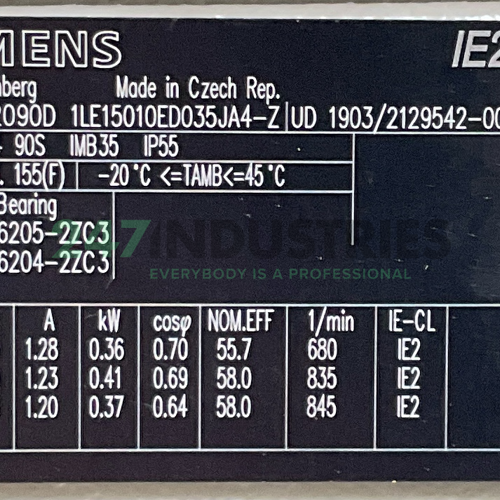 MENS IE2
nberg Made in Czech Rep.
2090D 1LE15010ED035JA4-Z UD 1903/2129542-00
90S IMB35 IP55
. 155(F) -20°C <=TAMB<=45°C
Bearing
6205-2ZC3
6204-2ZC3
247INDUSTRIES
EVERYBODY IS A PROFESSIONAL
A kW cosφ NOM.EFF 1/min IE-CL
1.28 0.36 0.70 55.7 680 IE2
1.23 0.41 0.69 58.0 835 IE2
1.20 0.37 0.64 58.0 845 IE2